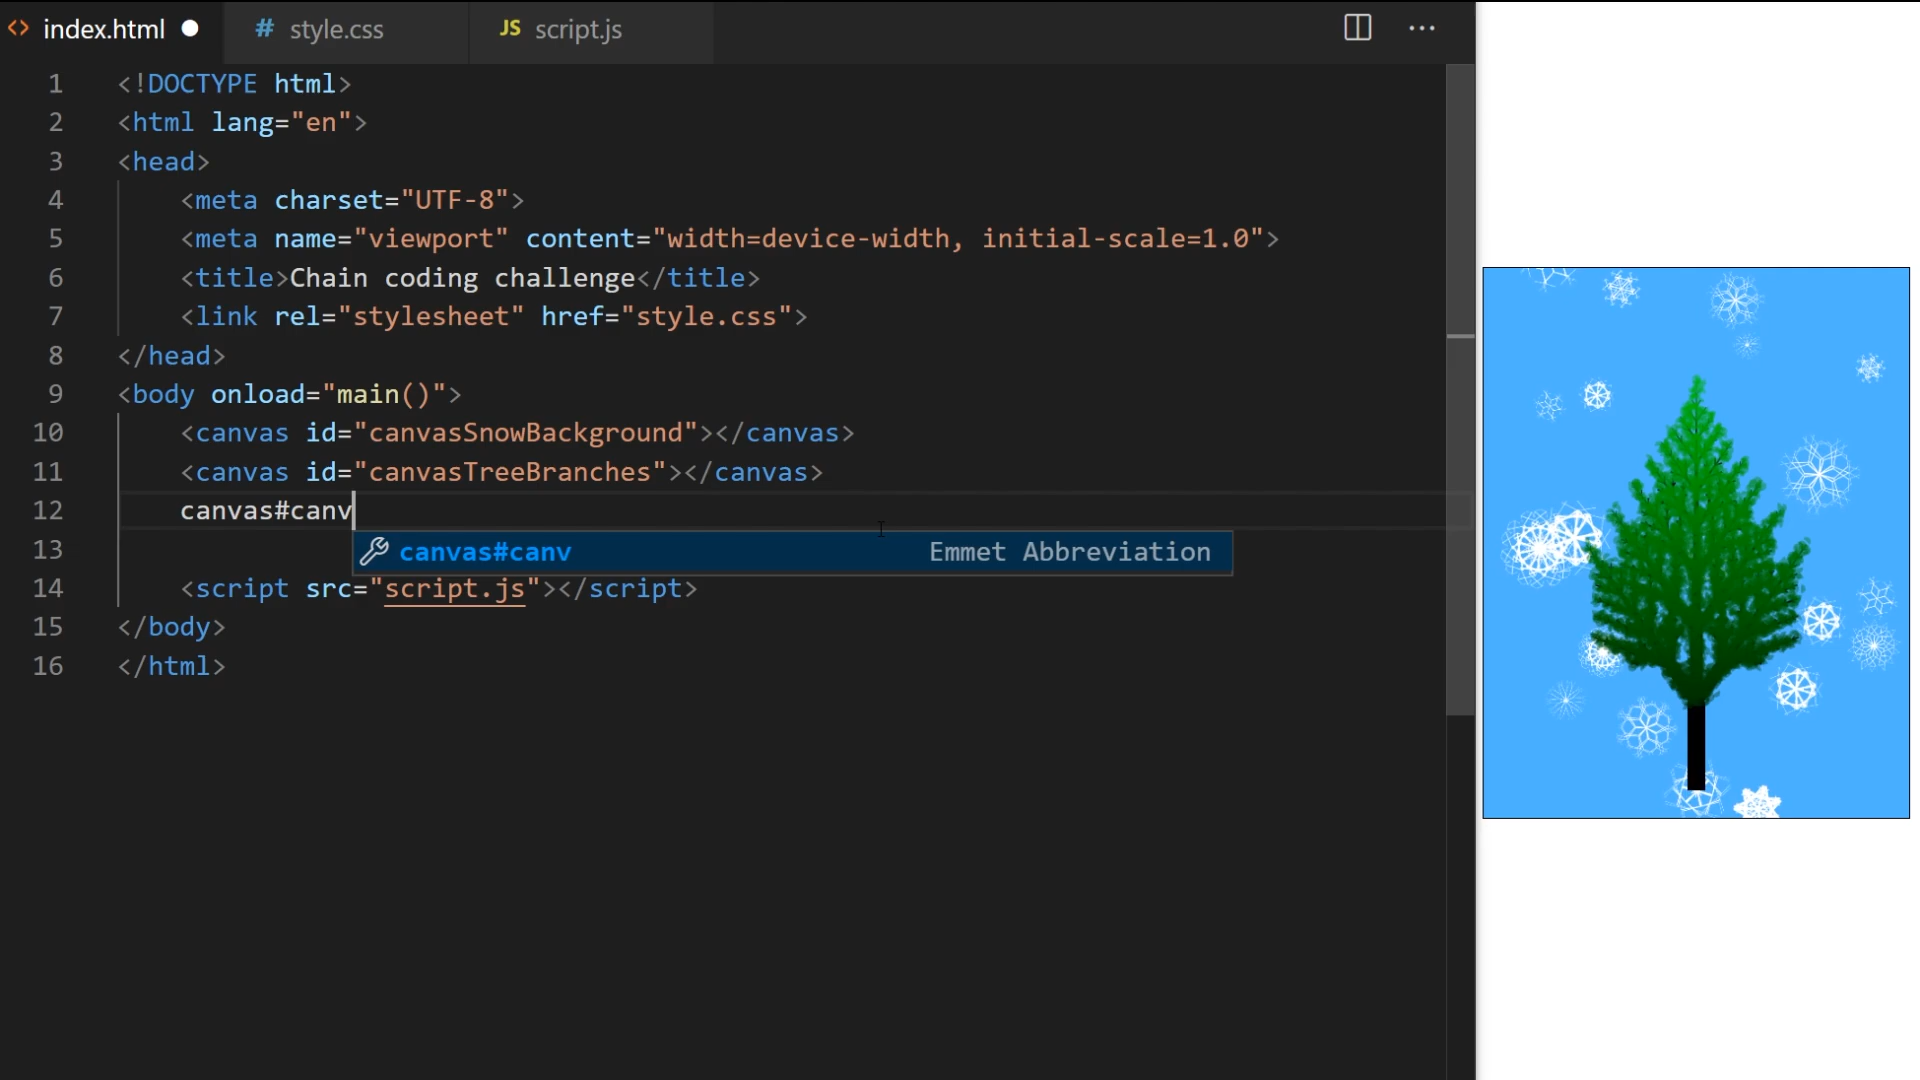 index.html
# style.css
JS script.js
1 <!DOCTYPE html>
2 <html lang="en">
3 <head>
4 <meta charset="UTF-8">
5 <meta name="viewport" content="width=device-width, initial-scale=1.0">
6 <title>Chain coding challenge</title>
7 <link rel="stylesheet" href="style.css">
8 </head>
9 <body onload="main()">
10 <canvas id="canvasSnowBackground"></canvas>
11 <canvas id="canvasTreeBranches"></canvas>
12 canvas#canv
13 canvas#canv Emmet Abbreviation
14 <script src="script.js"></script>
15 </body>
16 </html>